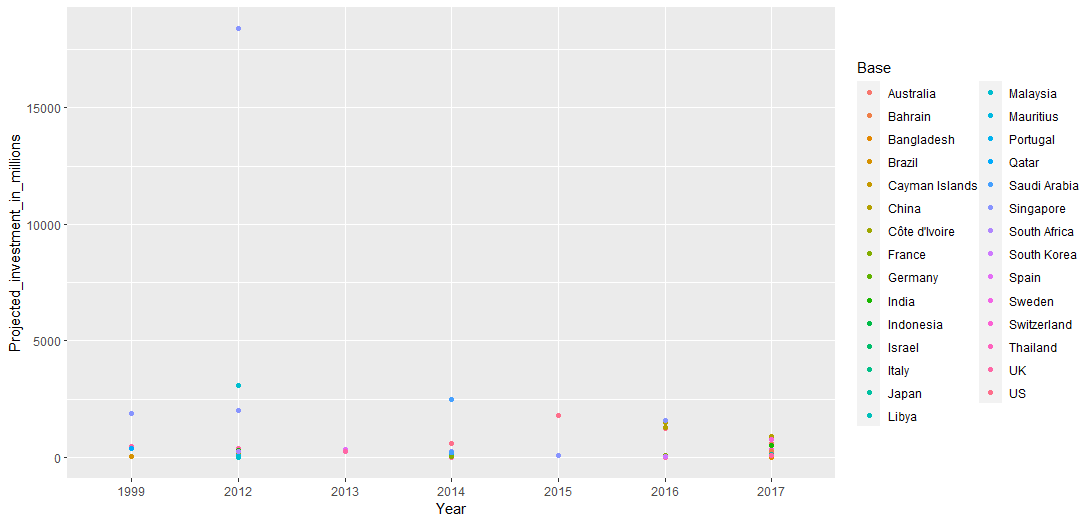 Projected_investment_in_millions
15000
10000
5000
0
1999 2012 2013 2014 2015 2016 2017
Year
Base
Australia
Bahrain
Bangladesh
Brazil
Cayman Islands
China
Côte d'Ivoire
France
Germany
India
Indonesia
Israel
Italy
Japan
Libya
Malaysia
Mauritius
Portugal
Qatar
Saudi Arabia
Singapore
South Africa
South Korea
Spain
Sweden
Switzerland
Thailand
UK
US